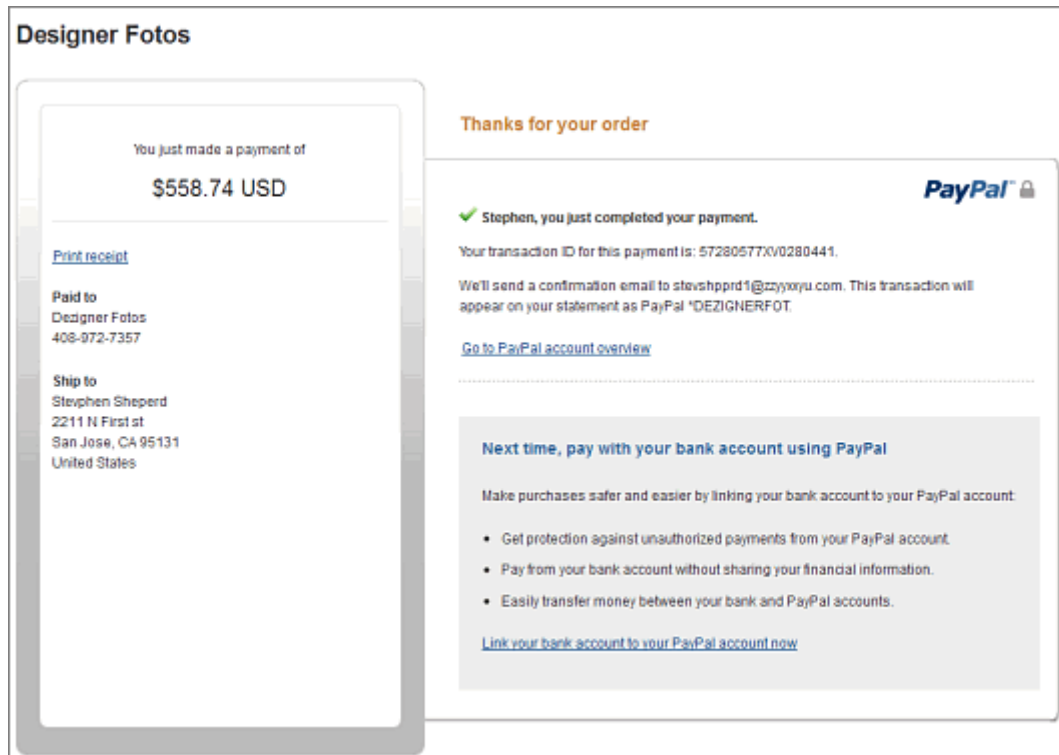 Designer Fotos
You just made a payment of
$558.74 USD
Print receipt
Paid to
Dezigner Fotos
408-972-7357
Ship to
Stevphen Sheperd
2211 N First st
San Jose, CA 95131
United States
Thanks for your order
PayPal
Stephen, you just completed your payment.
Your transaction ID for this payment is: 57280577XV0280441.
We'll send a confirmation email to stevshpprd1@zzyyxxyu.com. This transaction will
appear on your statement as PayPal *DEZIGNERFOT.
Go to PayPal account overview
Next time, pay with your bank account using PayPal
Make purchases safer and easier by linking your bank account to your PayPal account:
• Get protection against unauthorized payments from your PayPal account.
• Pay from your bank account without sharing your financial information.
• Easily transfer money between your bank and PayPal accounts.
Link your bank account to your PayPal account now